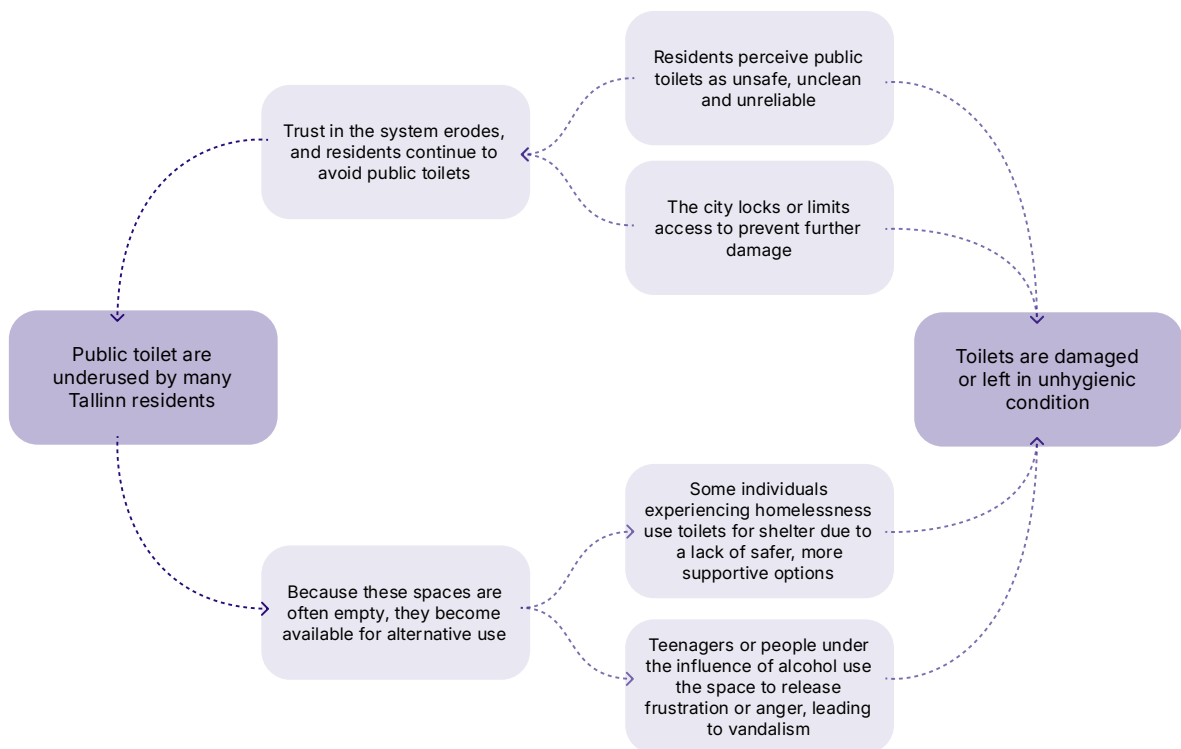 Residents perceive public
toilets as unsafe, unclean
and unreliable
Trust in the system erodes,
and residents continue to
avoid public toilets
The city locks or limits
access to prevent further
damage
Public toilet are
underused by many
Tallinn residents
Toilets are damaged
or left in unhygienic
condition
Some individuals
experiencing homelessness
use toilets for shelter due to
a lack of safer, more
supportive options
Because these spaces are
often empty, they become
available for alternative use
Teenagers or people under
the influence of alcohol use
the space to release
frustration or anger, leading
to vandalism